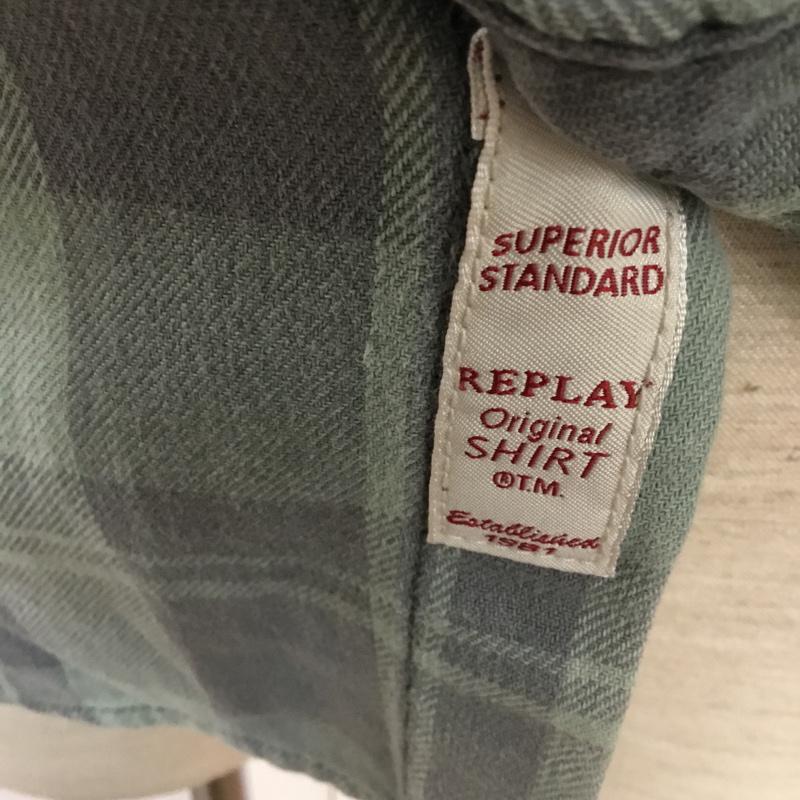 SUPERIOR
STANDARD
REPLAY
Original
SHIRT
®T.M.
Established
1981